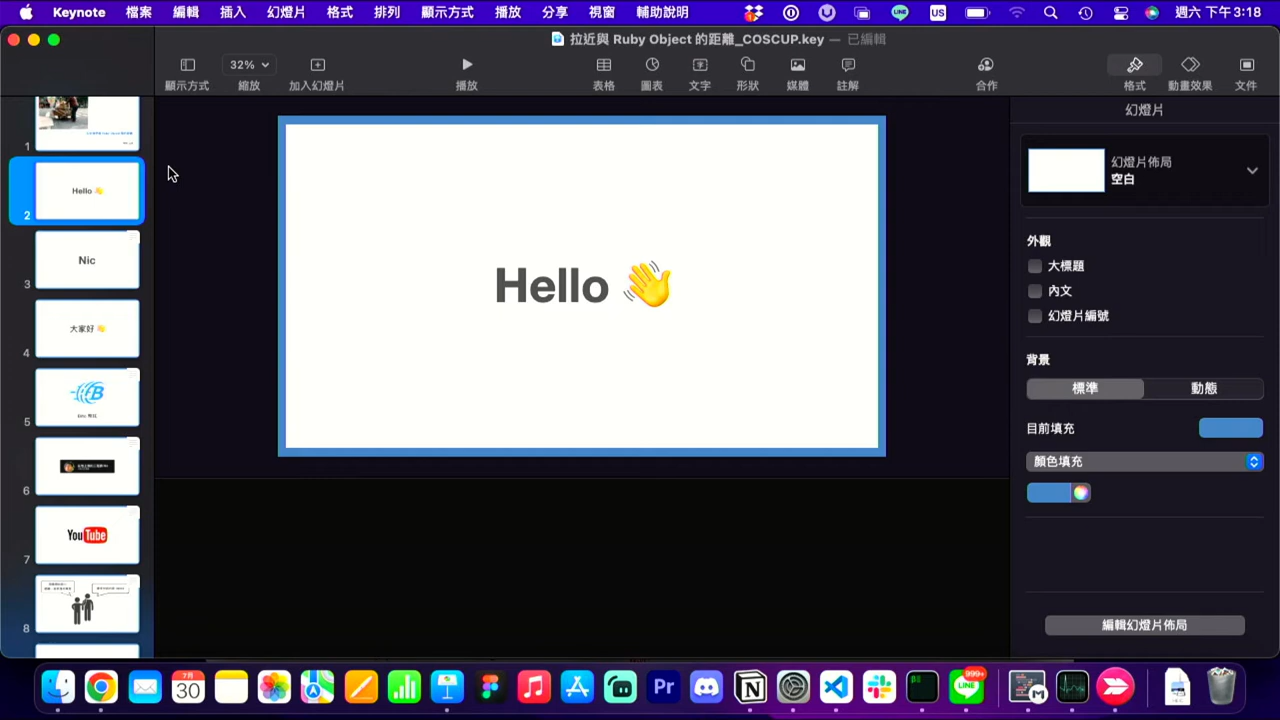 Keynote 檔案 編輯 插入 幻燈片 格式 排列 顯示方式 播放 分享 視窗 輔助說明 LINE US 週六 下午3:18
拉近與 Ruby Object 的距離_COSCUP.key — 已編輯
32%
顯示方式 縮放 加入幻燈片 播放 表格 圖表 文字 形狀 媒體 註解 合作 格式 動畫效果 文件
1
Hello 👋
2
Nic
3
大家好 👋
4
5
6
YouTube
7
8
Hello 👋
幻燈片
幻燈片佈局
空白
外觀
大標題
內文
幻燈片編號
背景
標準 動態
目前填充
顏色填充
編輯幻燈片佈局
7月
30
Pr
LINE
999+
M